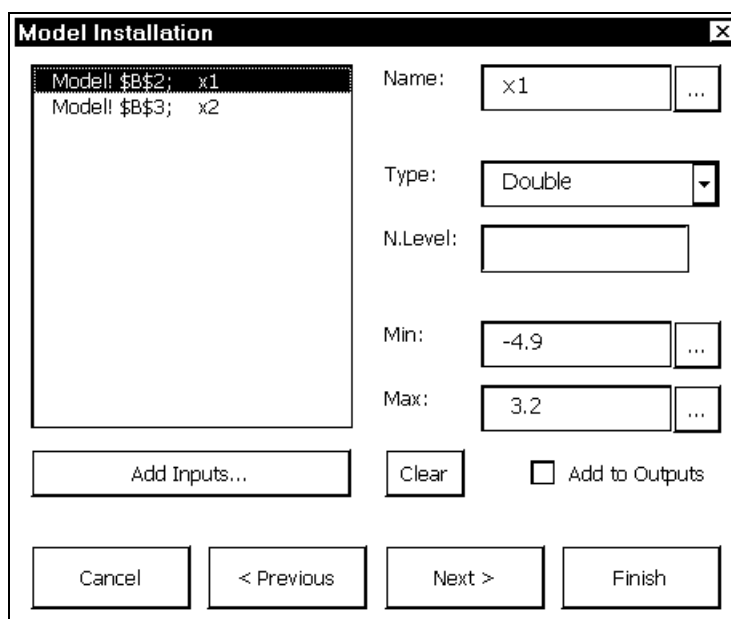 Model Installation
Model! $B$2; x1
Model! $B$3; x2
Name:
x1
...
Type:
Double
N.Level:
Min:
-4.9
...
Max:
3.2
...
Add Inputs...
Clear
Add to Outputs
Cancel
< Previous
Next >
Finish